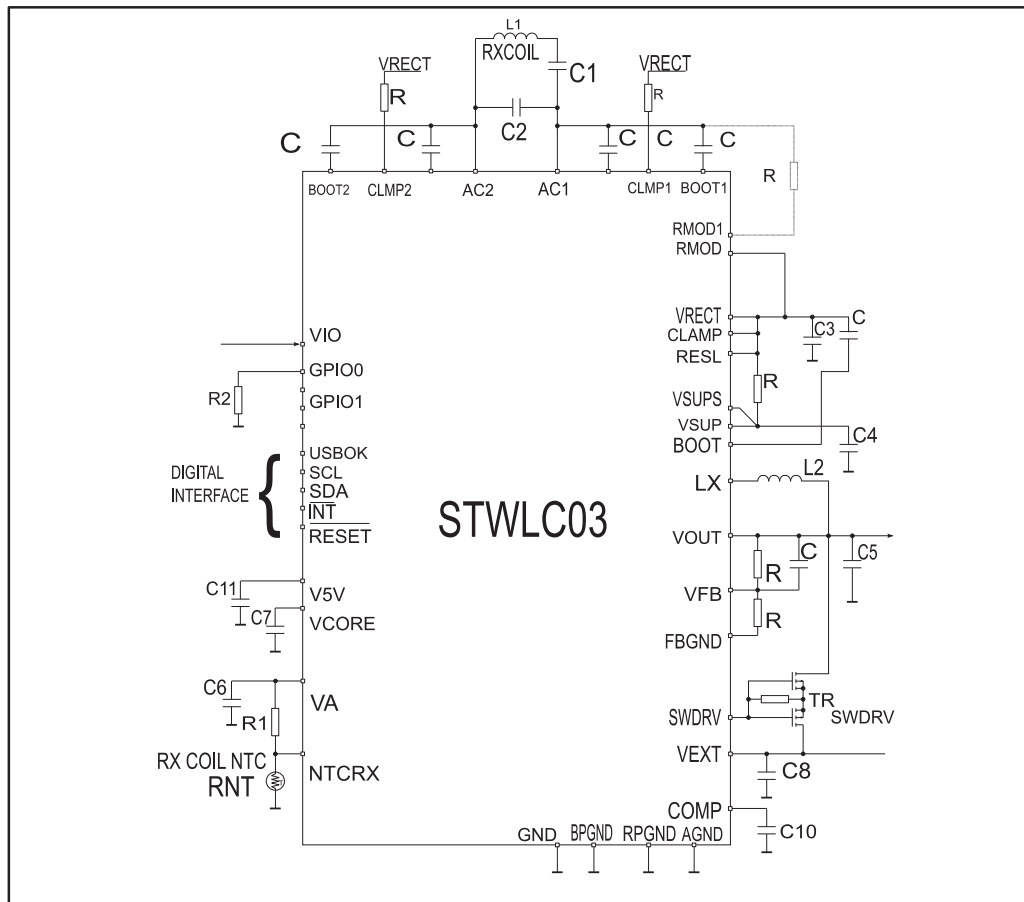 L1
RXCOIL
VRECT
VRECT
C1
R
R
C2
C
C
C
C
C
R
BOOT2
CLMP2
AC2
AC1
CLMP1
BOOT1
RMOD1
RMOD
VRECT
C3
C
CLAMP
RESL
R
VSUPS
VSUP
C4
BOOT
VIO
GPIO0
R2
GPIO1
USBOK
SCL
SDA
INT
RESET
DIGITAL
INTERFACE
{
STWLC03
LX
L2
VOUT
C
C5
R
VFB
R
FBGND
C11
V5V
C7
VCORE
C6
VA
R1
RX COIL NTC
RNT
NTCRX
TR
SWDRV
SWDRV
VEXT
C8
COMP
C10
GND
BPGND
RPGND
AGND